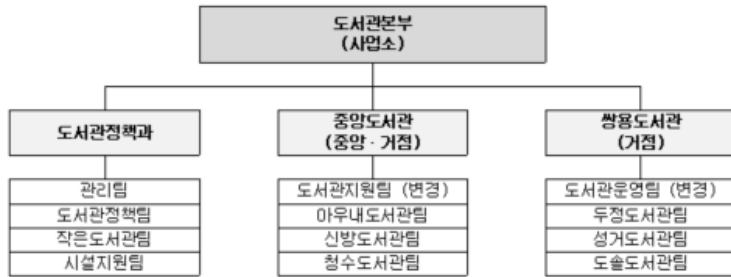 도서관본부
(사업소)
도서관정책과
중앙도서관
(중앙 · 거점)
쌍용도서관
(거점)
관리팀
도서관정책팀
작은도서관팀
시설지원팀
도서관지원팀 (변경)
아우내도서관팀
신방도서관팀
청수도서관팀
도서관운영팀 (변경)
두정도서관팀
성거도서관팀
도솔도서관팀